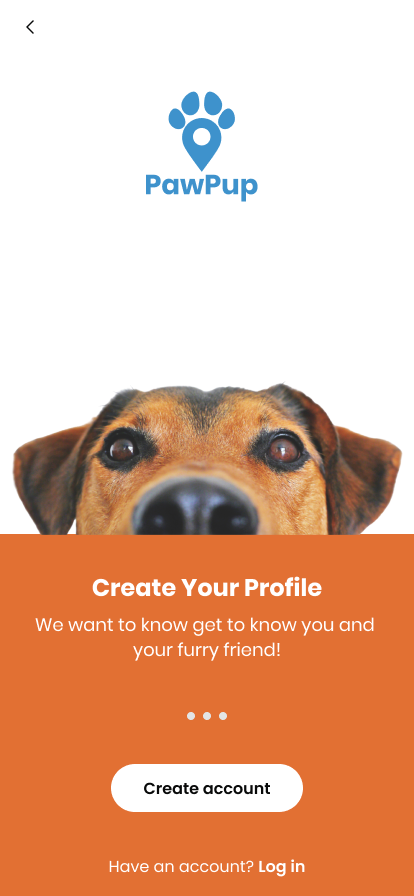 PawPup
Create Your Profile
We want to know get to know you and
your furry friend!
Create account
Have an account? Log in